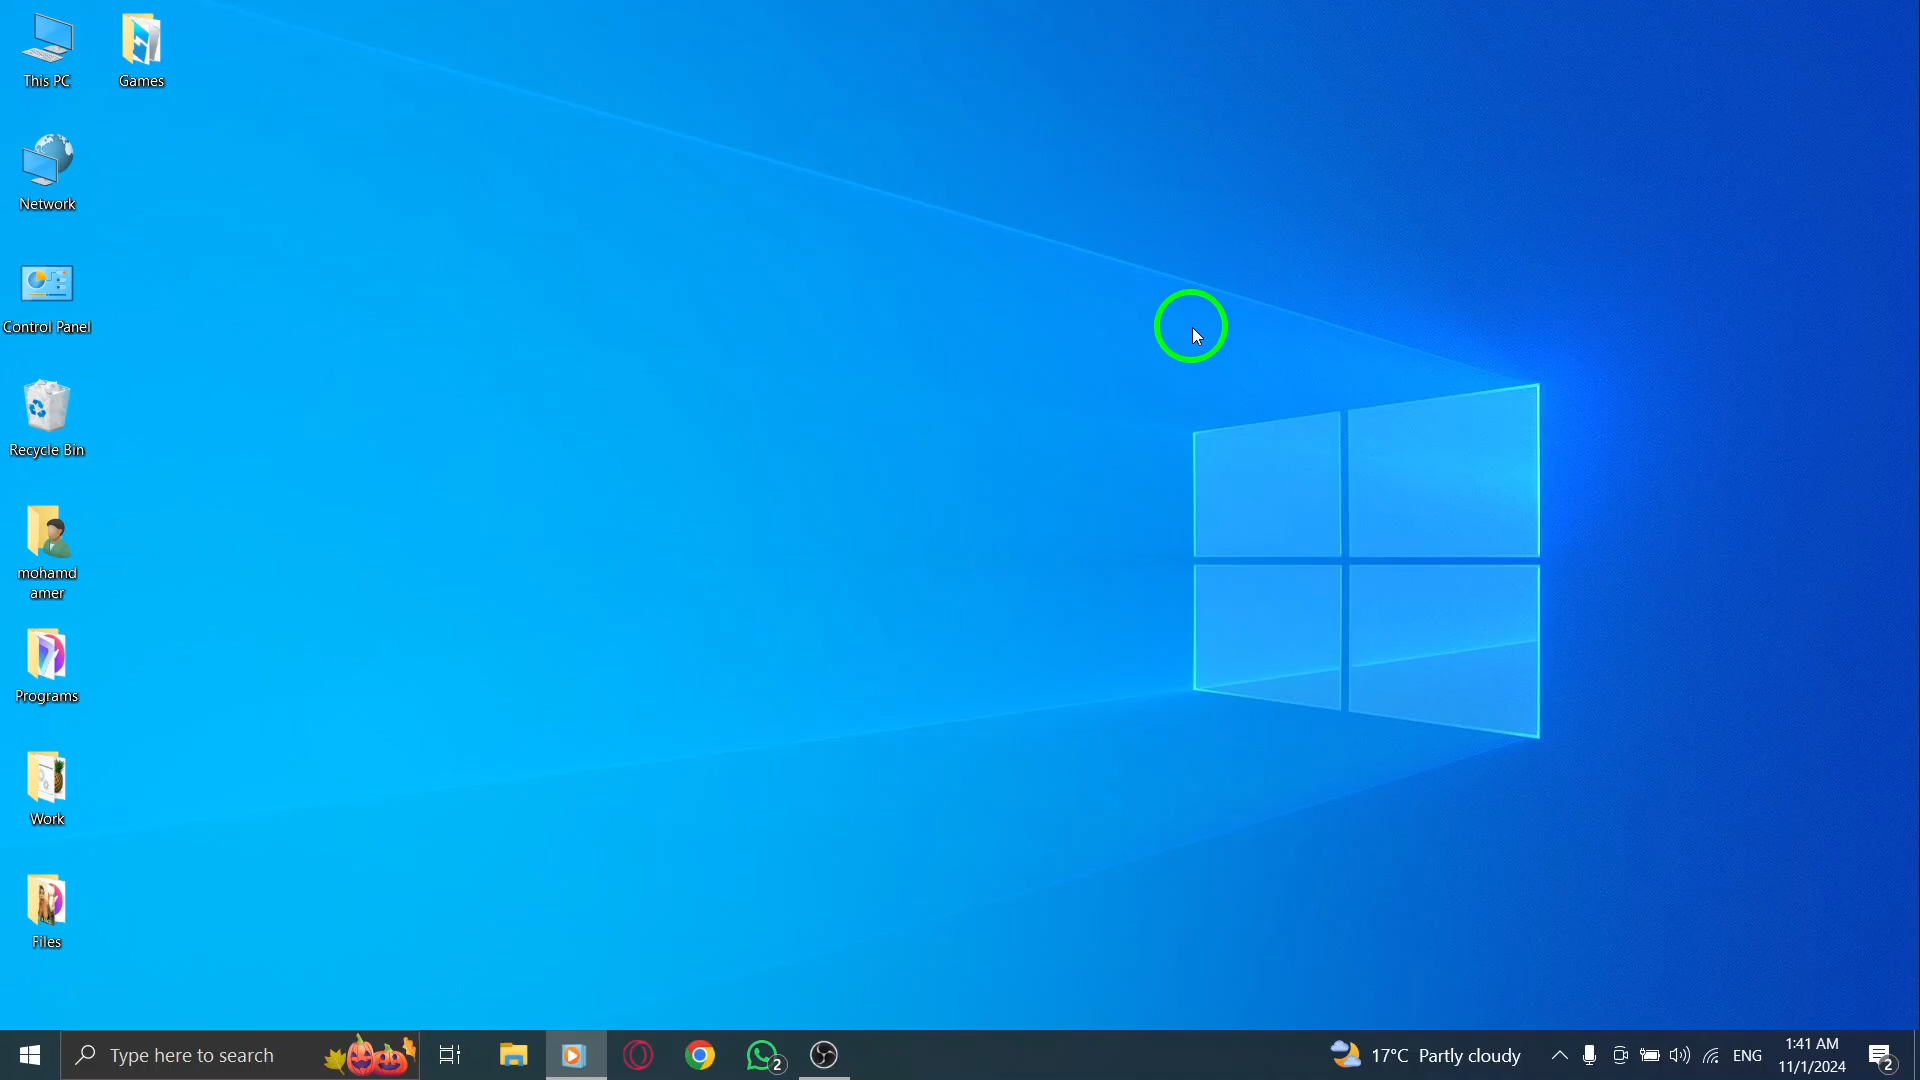 This PC
Games
Network
Control Panel
Recycle Bin
mohamd
amer
Programs
Work
Files
Type here to search
2
17°C Partly cloudy
ENG
1:41 AM
11/1/2024
2